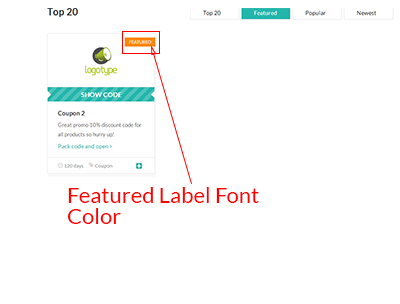 Top 20
Top 20 Featured Popular Newest
FEATURED
logotype
SHOW CODE
Coupon 2
Great promo 10% discount code for
all products so hurry up!
Pack code and open >
130 days Coupon
Featured Label Font
Color